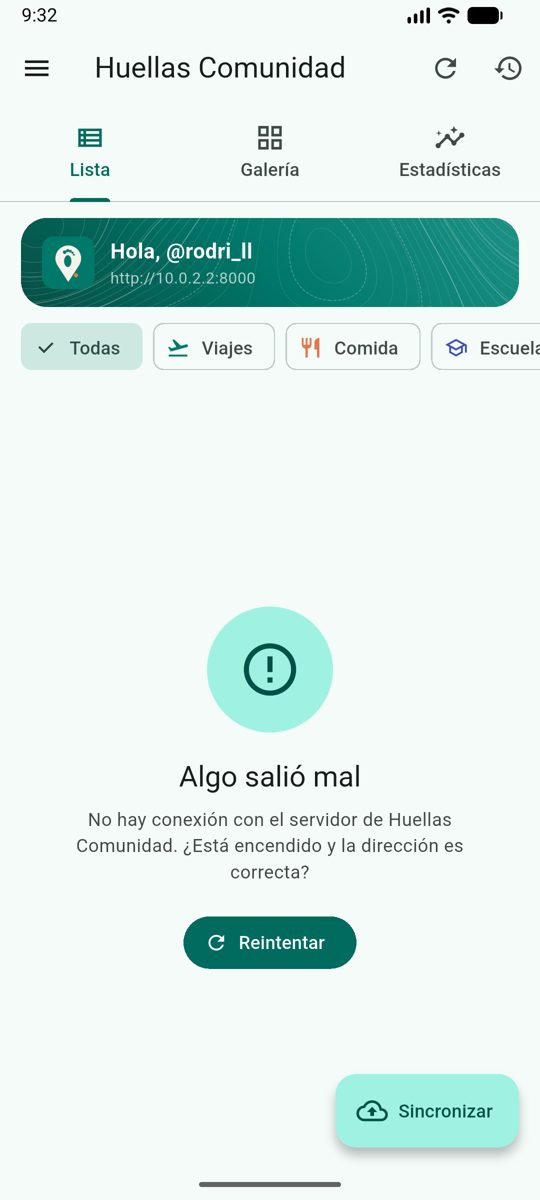 9:32
Huellas Comunidad
Lista
Galería
Estadísticas
Hola, @rodri_ll
http://10.0.2.2:8000
Todas
Viajes
Comida
Escuela
Algo salió mal
No hay conexión con el servidor de Huellas
Comunidad. ¿Está encendido y la dirección es
correcta?
Reintentar
Sincronizar